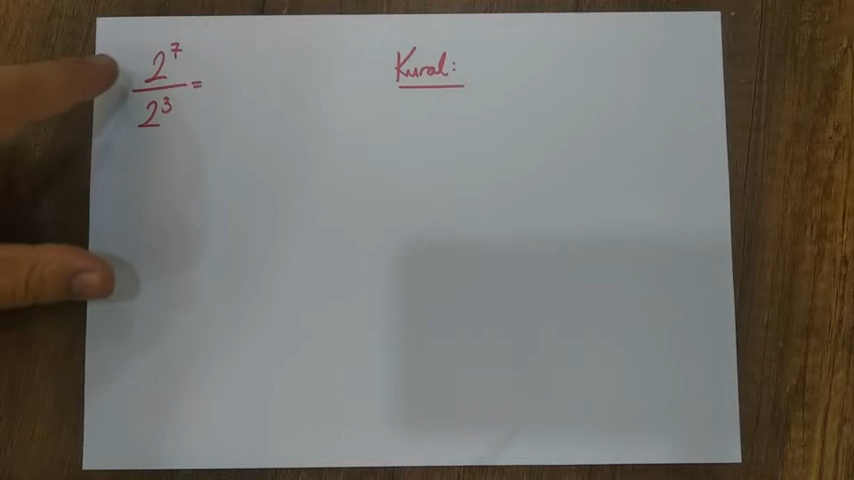 2⁷
2³ =
Kural: